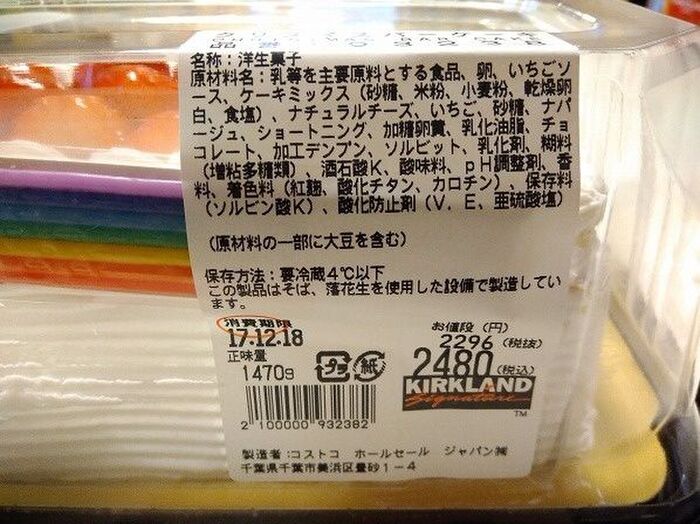 名称：洋生菓子
原材料名：乳等を主要原料とする食品、卵、いちごソ
ース、ケーキミックス（砂糖、米粉、小麦粉、乾燥卵
白、食塩）、ナチュラルチーズ、いちご、砂糖、ナパ
ージュ、ショートニング、加糖卵黄、乳化油脂、チョ
コレート、加工デンプン、ソルビット、乳化剤、糊料
（増粘多糖類）、酒石酸K、酸味料、pH調整剤、香
料、着色料（紅麹、酸化チタン、カロチン）、保存料
（ソルビン酸K）、酸化防止剤（V．E、亜硫酸塩）
（原材料の一部に大豆を含む）
保存方法：要冷蔵4℃以下
この製品はそば、落花生を使用した設備で製造してい
ます。
消費期限
17.12.18
正味量
1470g
プラ 紙
お値段（円）
2296（税抜）
2480（税込）
KIRKLAND
Signature
TM
2 100000 932382
製造者：コストコ ホールセール ジャパン㈱
千葉県千葉市美浜区豊砂1-4